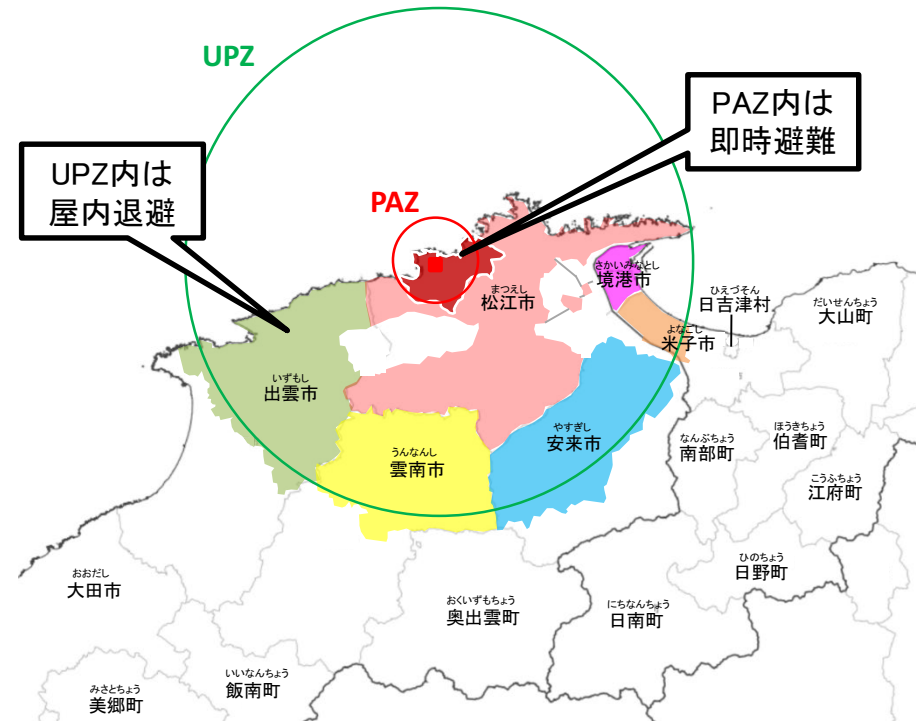 UPZ
PAZ内は
即時避難
UPZ内は
屋内退避
PAZ
さかいみなとし
境港市
ひえづそん
日吉津村
だいせんちょう
大山町
まつえし
松江市
よなごし
米子市
いずもし
出雲市
やすぎし
安来市
なんぶちょう
南部町
ほうきちょう
伯耆町
うんなんし
雲南市
こうふちょう
江府町
ひのちょう
日野町
おおだし
大田市
おくいずもちょう
奥出雲町
にちなんちょう
日南町
いいなんちょう
飯南町
みさとちょう
美郷町